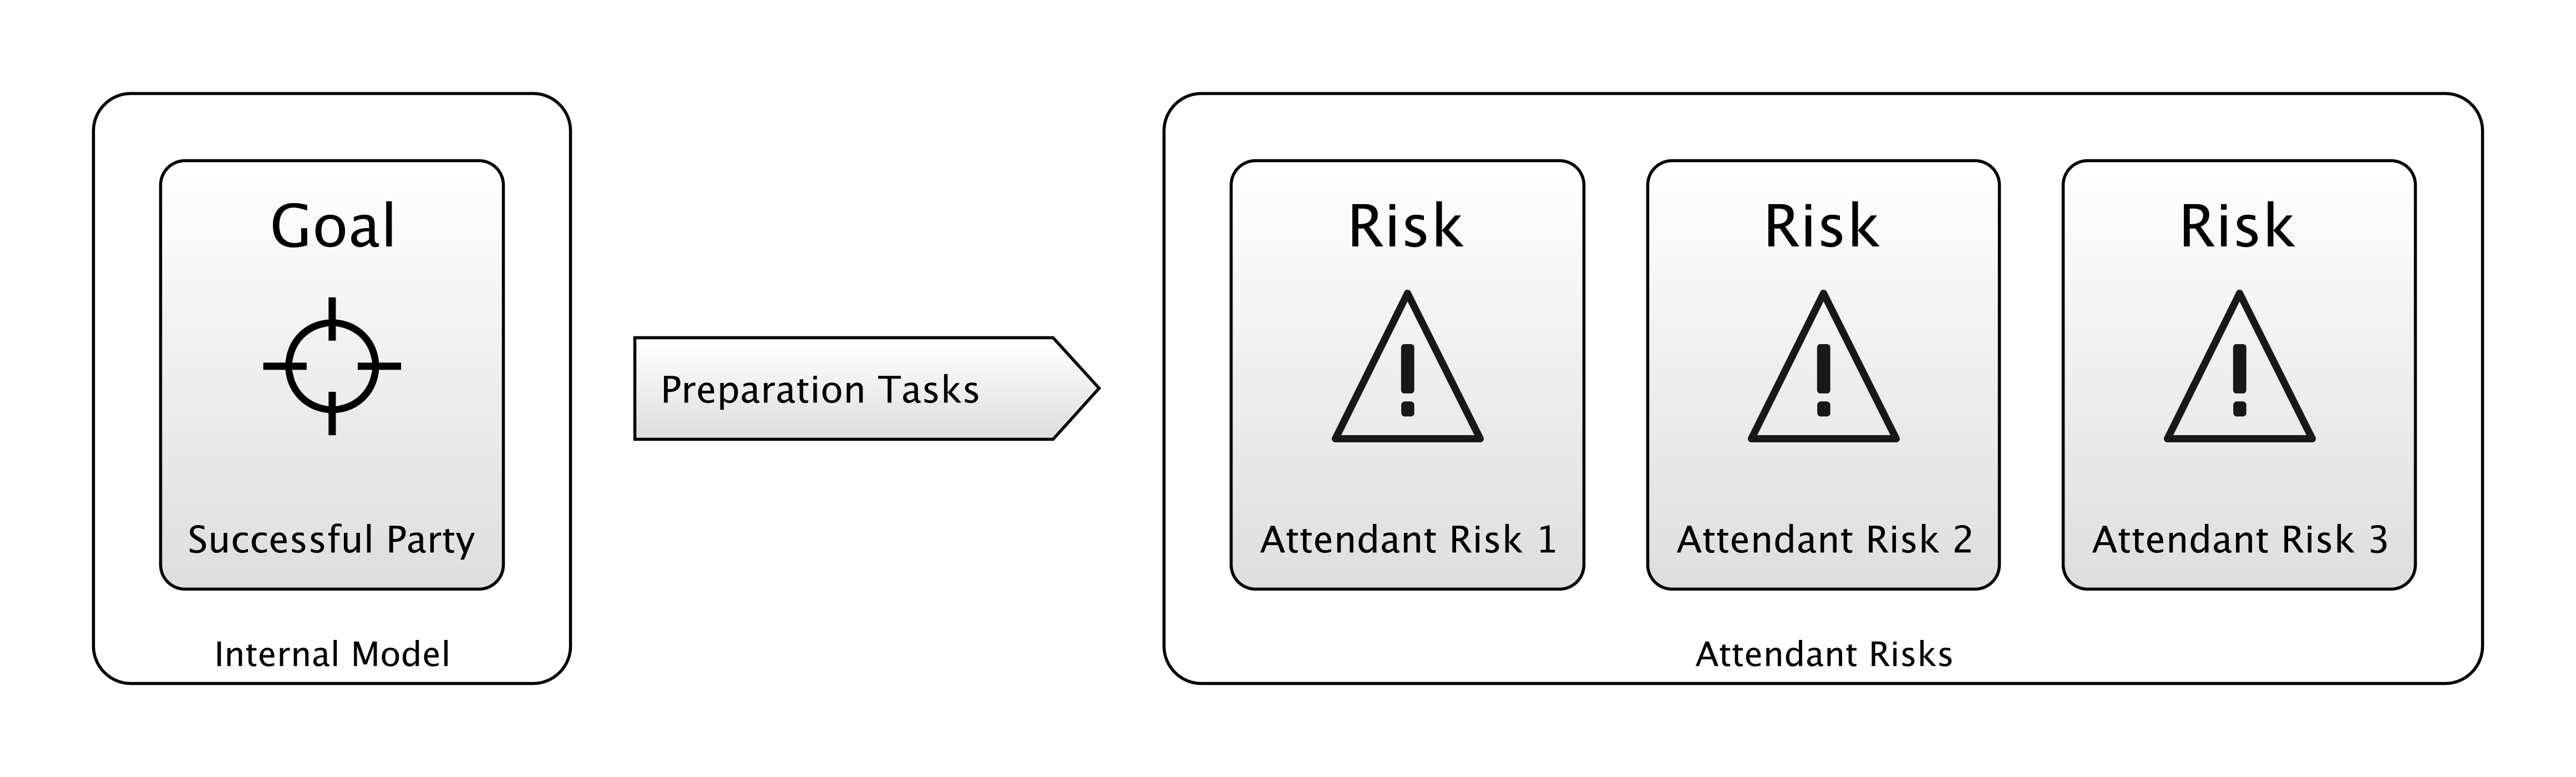 Goal
Successful Party
Internal Model
Preparation Tasks
Risk
Attendant Risk 1
Risk
Attendant Risk 2
Risk
Attendant Risk 3
Attendant Risks